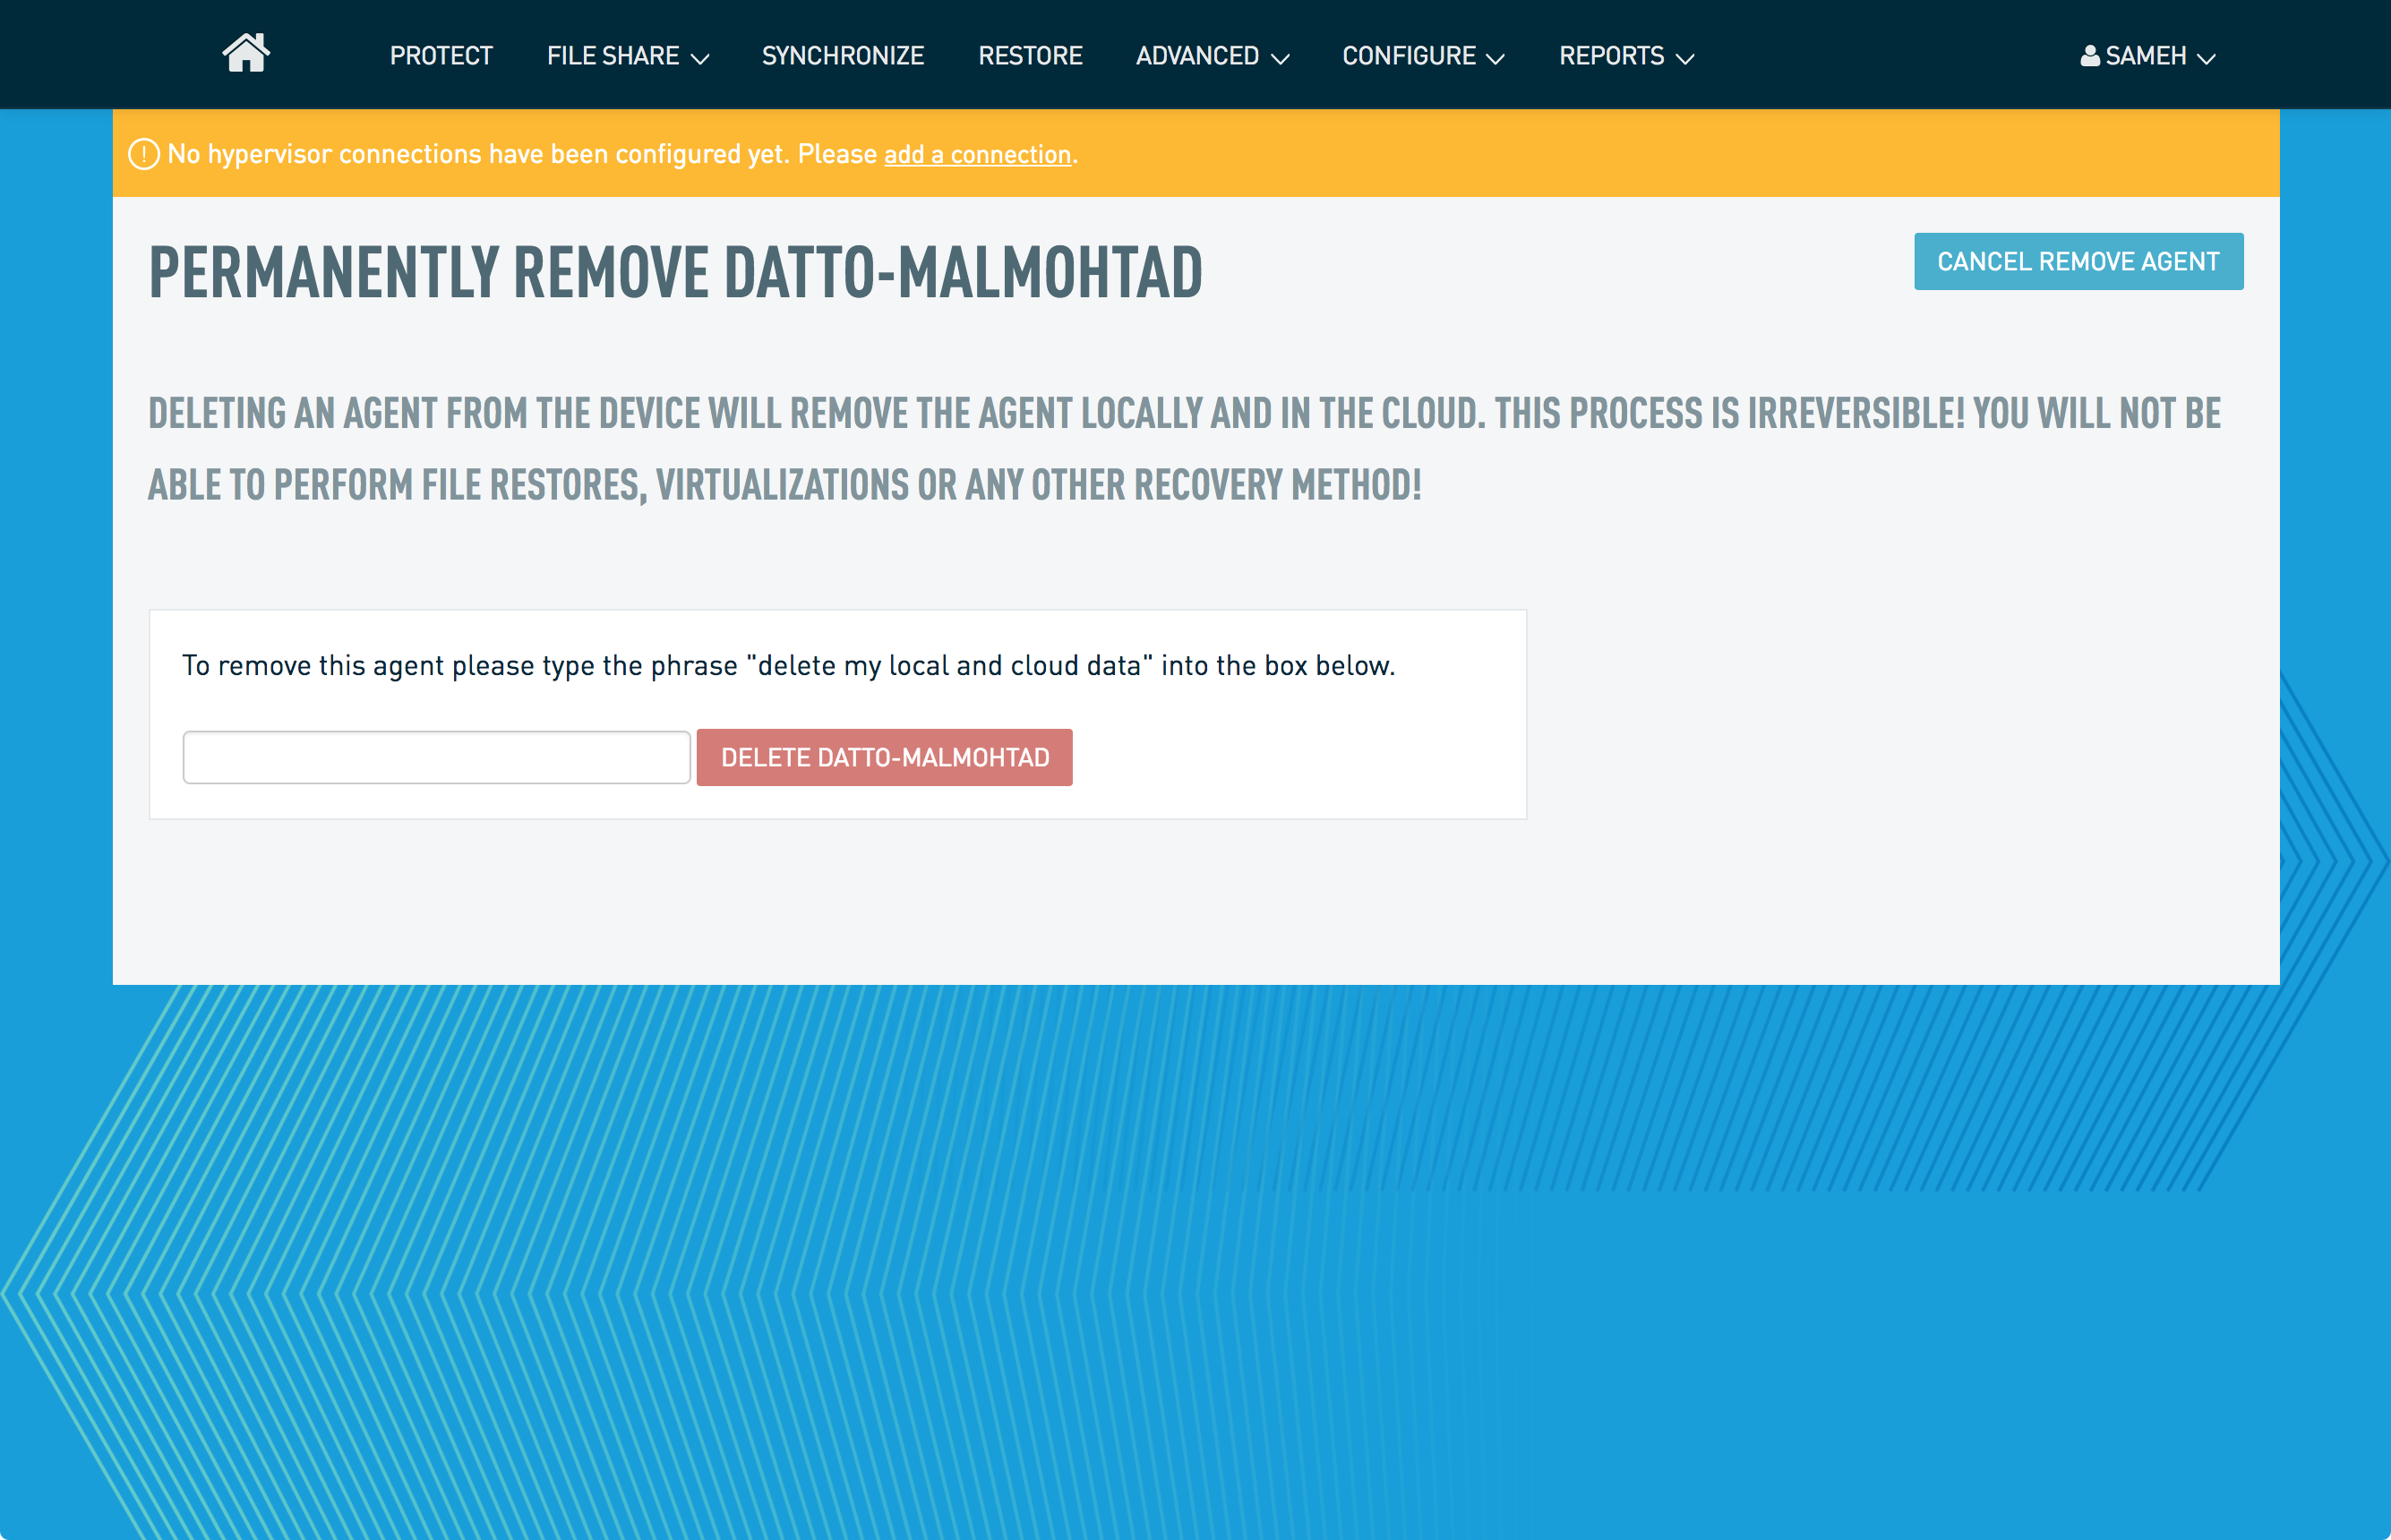 PROTECT FILE SHARE SYNCHRONIZE RESTORE ADVANCED CONFIGURE REPORTS SAMEH
No hypervisor connections have been configured yet. Please add a connection.
PERMANENTLY REMOVE DATTO-MALMOHTAD
CANCEL REMOVE AGENT
DELETING AN AGENT FROM THE DEVICE WILL REMOVE THE AGENT LOCALLY AND IN THE CLOUD. THIS PROCESS IS IRREVERSIBLE! YOU WILL NOT BE
ABLE TO PERFORM FILE RESTORES, VIRTUALIZATIONS OR ANY OTHER RECOVERY METHOD!
To remove this agent please type the phrase "delete my local and cloud data" into the box below.
DELETE DATTO-MALMOHTAD